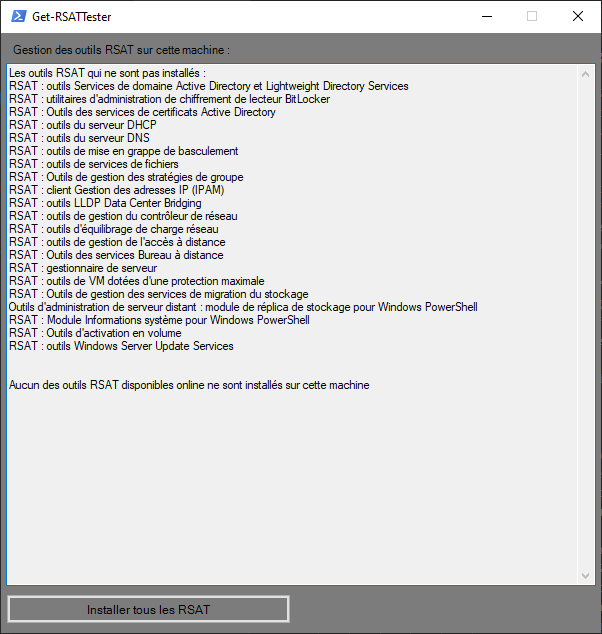 Get-RSATTester
Gestion des outils RSAT sur cette machine :
Les outils RSAT qui ne sont pas installés :
RSAT : outils Services de domaine Active Directory et Lightweight Directory Services
RSAT : utilitaires d'administration de chiffrement de lecteur BitLocker
RSAT : Outils des services de certificats Active Directory
RSAT : outils du serveur DHCP
RSAT : outils du serveur DNS
RSAT : outils de mise en grappe de basculement
RSAT : outils de services de fichiers
RSAT : Outils de gestion des stratégies de groupe
RSAT : client Gestion des adresses IP (IPAM)
RSAT : outils LLDP Data Center Bridging
RSAT : outils de gestion du contrôleur de réseau
RSAT : outils d'équilibrage de charge réseau
RSAT : outils de gestion de l'accès à distance
RSAT : Outils des services Bureau à distance
RSAT : gestionnaire de serveur
RSAT : outils de VM dotées d'une protection maximale
RSAT : Outils de gestion des services de migration du stockage
Outils d'administration de serveur distant : module de réplica de stockage pour Windows PowerShell
RSAT : Module Informations système pour Windows PowerShell
RSAT : Outils d'activation en volume
RSAT : outils Windows Server Update Services
Aucun des outils RSAT disponibles online ne sont installés sur cette machine
Installer tous les RSAT